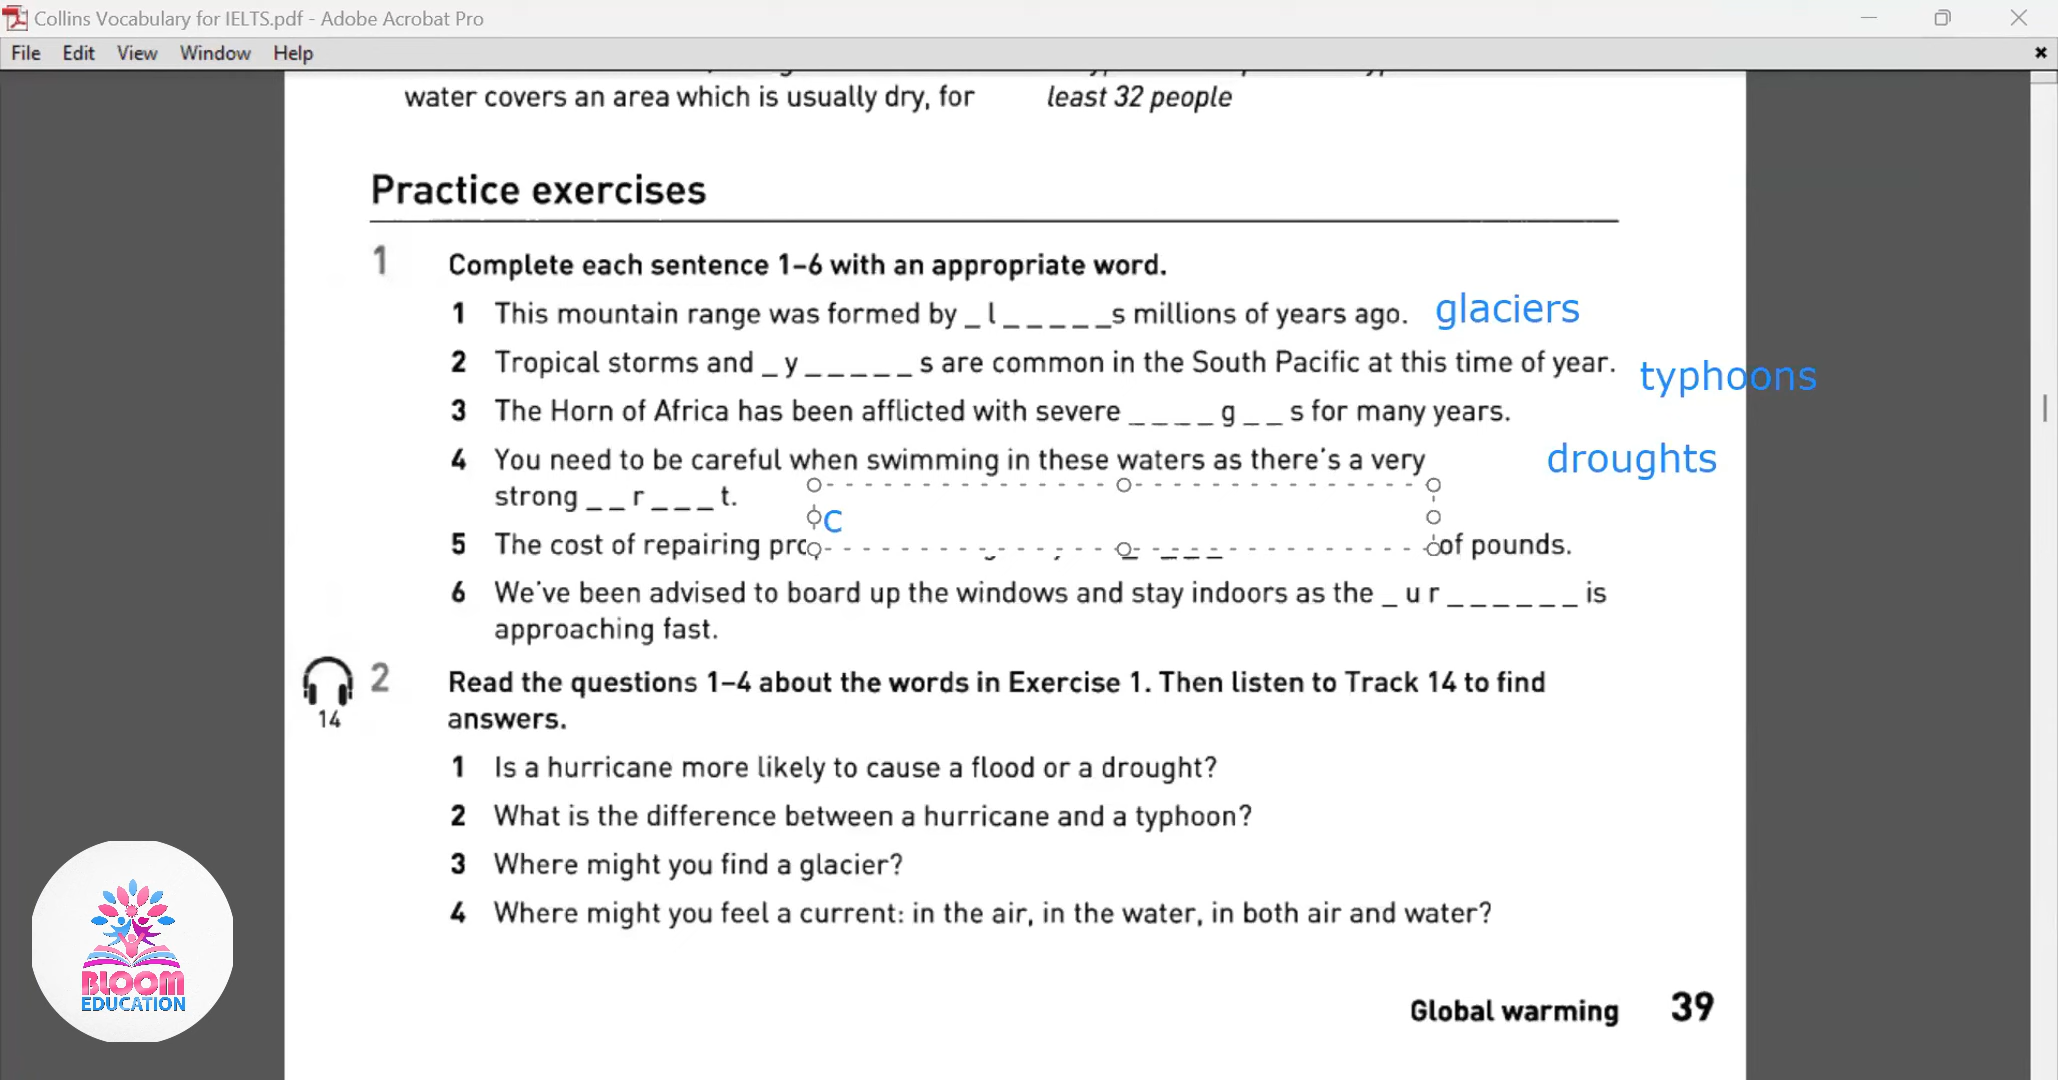 Collins Vocabulary for IELTS.pdf - Adobe Acrobat Pro
File Edit View Window Help
water covers an area which is usually dry, for least 32 people
Practice exercises
1 Complete each sentence 1–6 with an appropriate word.
1 This mountain range was formed by _ l _ _ _ _ _ s millions of years ago. glaciers
2 Tropical storms and _ y _ _ _ _ _ s are common in the South Pacific at this time of year. typhoons
3 The Horn of Africa has been afflicted with severe _ _ _ _ g _ _ s for many years.
4 You need to be careful when swimming in these waters as there's a very droughts
strong _ _ r _ _ _ t.
c
5 The cost of repairing of pounds.
6 We've been advised to board up the windows and stay indoors as the _ u r _ _ _ _ _ _ is
approaching fast.
14
2 Read the questions 1–4 about the words in Exercise 1. Then listen to Track 14 to find
answers.
1 Is a hurricane more likely to cause a flood or a drought?
2 What is the difference between a hurricane and a typhoon?
3 Where might you find a glacier?
4 Where might you feel a current: in the air, in the water, in both air and water?
BLOOM
EDUCATION
Global warming 39